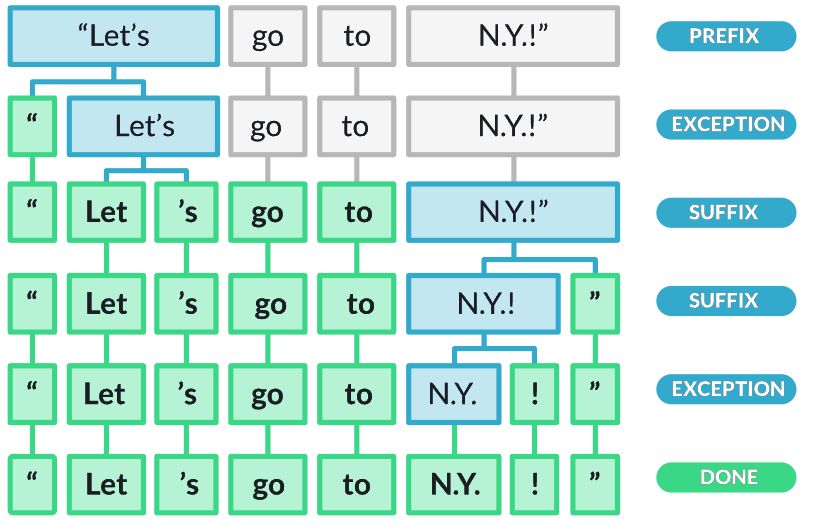 “Let’s go to N.Y.!” PREFIX
“ Let’s go to N.Y.!” EXCEPTION
“ Let ’s go to N.Y.!” SUFFIX
“ Let ’s go to N.Y.! ” SUFFIX
“ Let ’s go to N.Y. ! ” EXCEPTION
“ Let ’s go to N.Y. ! ” DONE